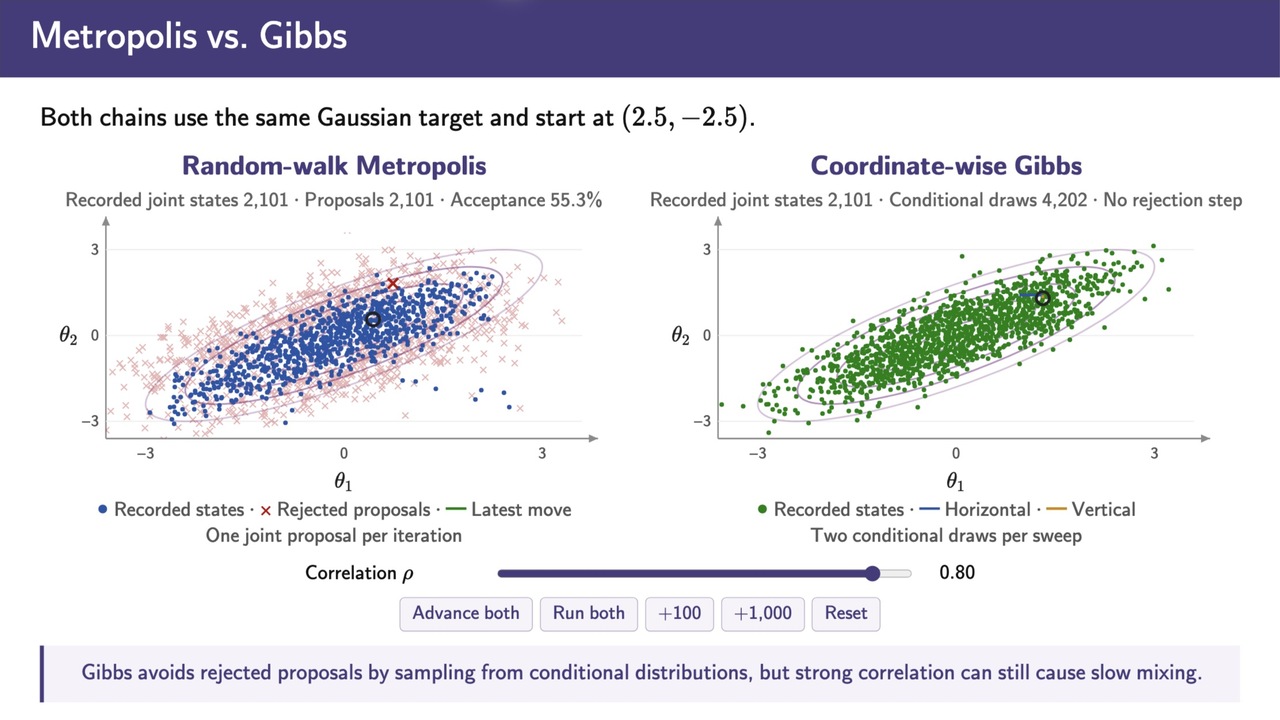 Metropolis vs. Gibbs
Both chains use the same Gaussian target and start at (2.5, −2.5).
Random-walk Metropolis
Recorded joint states 2,101 · Proposals 2,101 · Acceptance 55.3%
3
θ₂ 0
−3
−3 0 3
θ₁
Recorded states · × Rejected proposals · Latest move
One joint proposal per iteration
Coordinate-wise Gibbs
Recorded joint states 2,101 · Conditional draws 4,202 · No rejection step
3
θ₂ 0
−3
−3 0 3
θ₁
Recorded states · Horizontal · Vertical
Two conditional draws per sweep
Correlation ρ 0.80
Advance both Run both +100 +1,000 Reset
Gibbs avoids rejected proposals by sampling from conditional distributions, but strong correlation can still cause slow mixing.